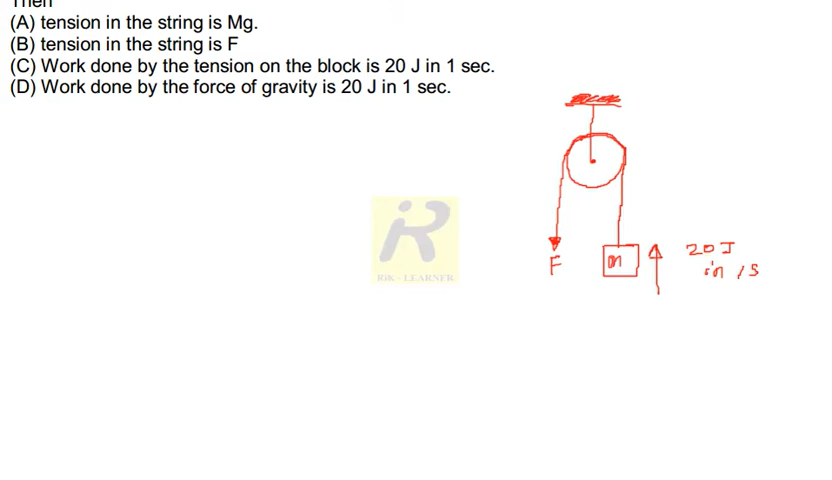 Then
(A) tension in the string is Mg.
(B) tension in the string is F
(C) Work done by the tension on the block is 20 J in 1 sec.
(D) Work done by the force of gravity is 20 J in 1 sec.
20 J
in 1 s
F
m
RiK - LEARNER